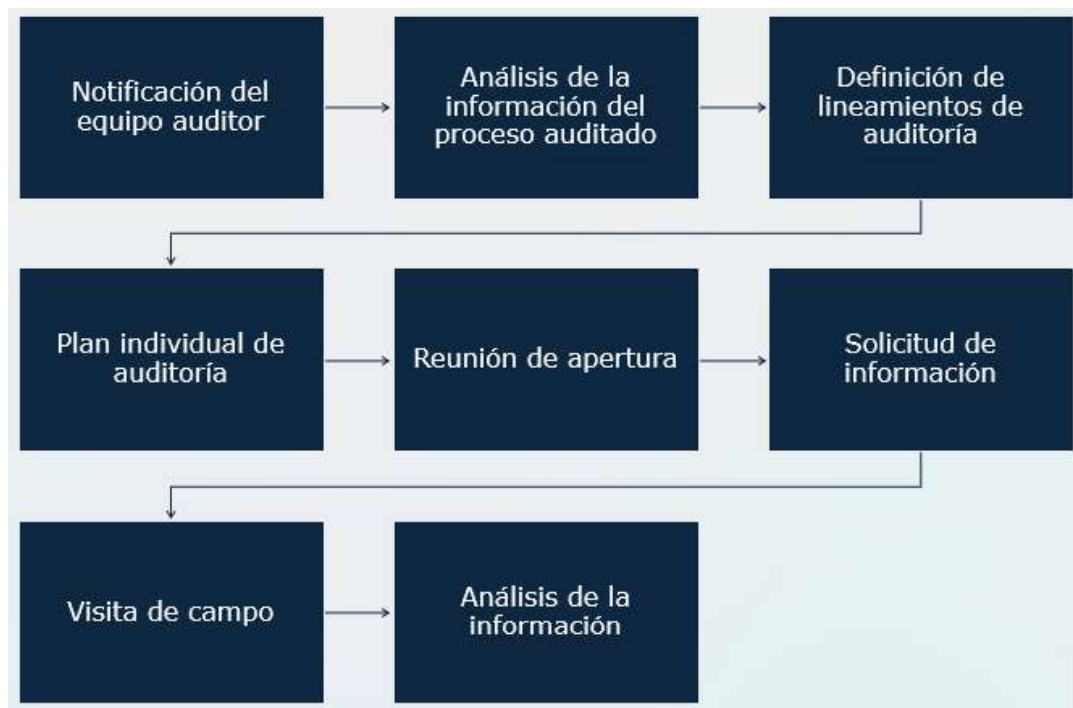 Notificación del
equipo auditor
Análisis de la
información del
proceso auditado
Definición de
lineamientos de
auditoría
Plan individual de
auditoría
Reunión de apertura
Solicitud de
información
Visita de campo
Análisis de la
información